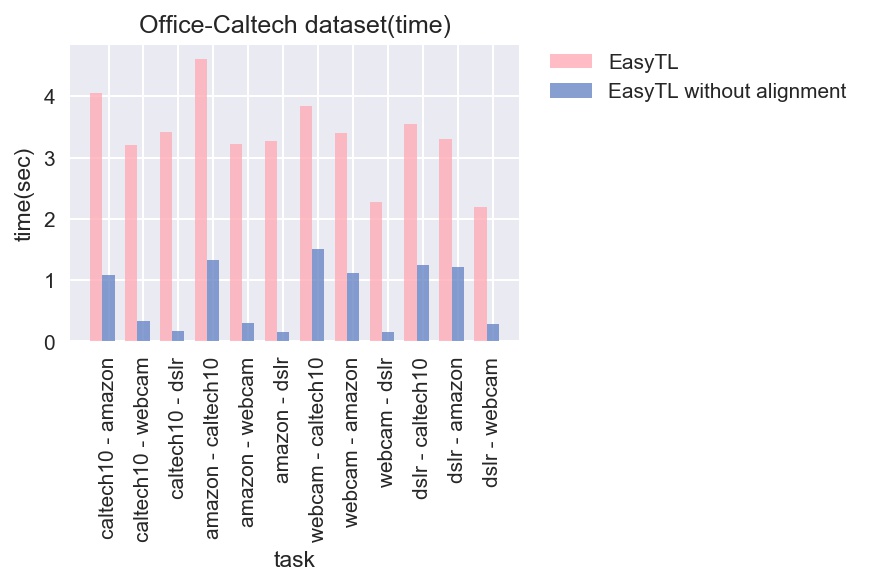 Office-Caltech dataset(time)
EasyTL
EasyTL without alignment
time(sec)
4
3
2
1
0
caltech10 - amazon
caltech10 - webcam
caltech10 - dslr
amazon - caltech10
amazon - webcam
amazon - dslr
webcam - caltech10
webcam - amazon
webcam - dslr
dslr - caltech10
dslr - amazon
dslr - webcam
task